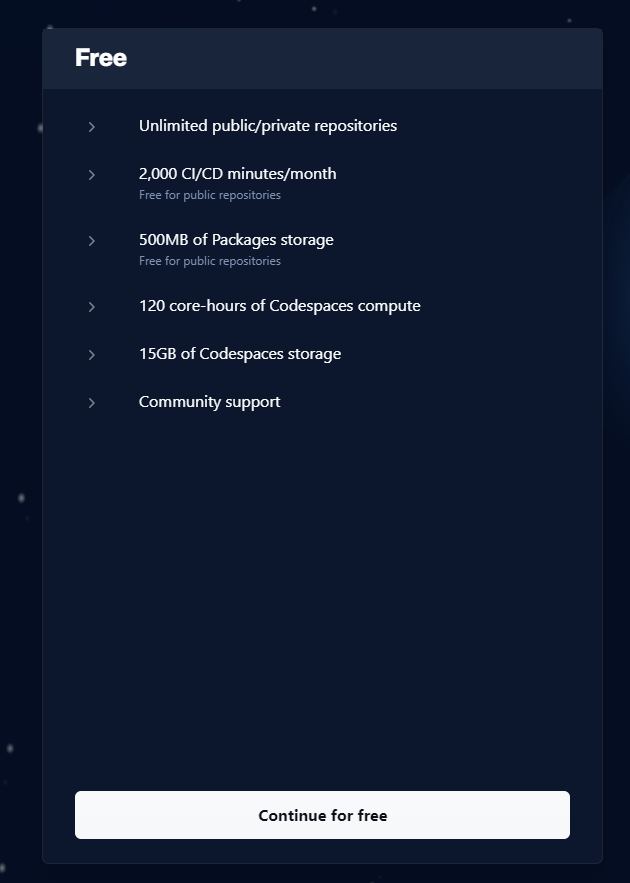 Free
Unlimited public/private repositories
2,000 CI/CD minutes/month
Free for public repositories
500MB of Packages storage
Free for public repositories
120 core-hours of Codespaces compute
15GB of Codespaces storage
Community support
Continue for free